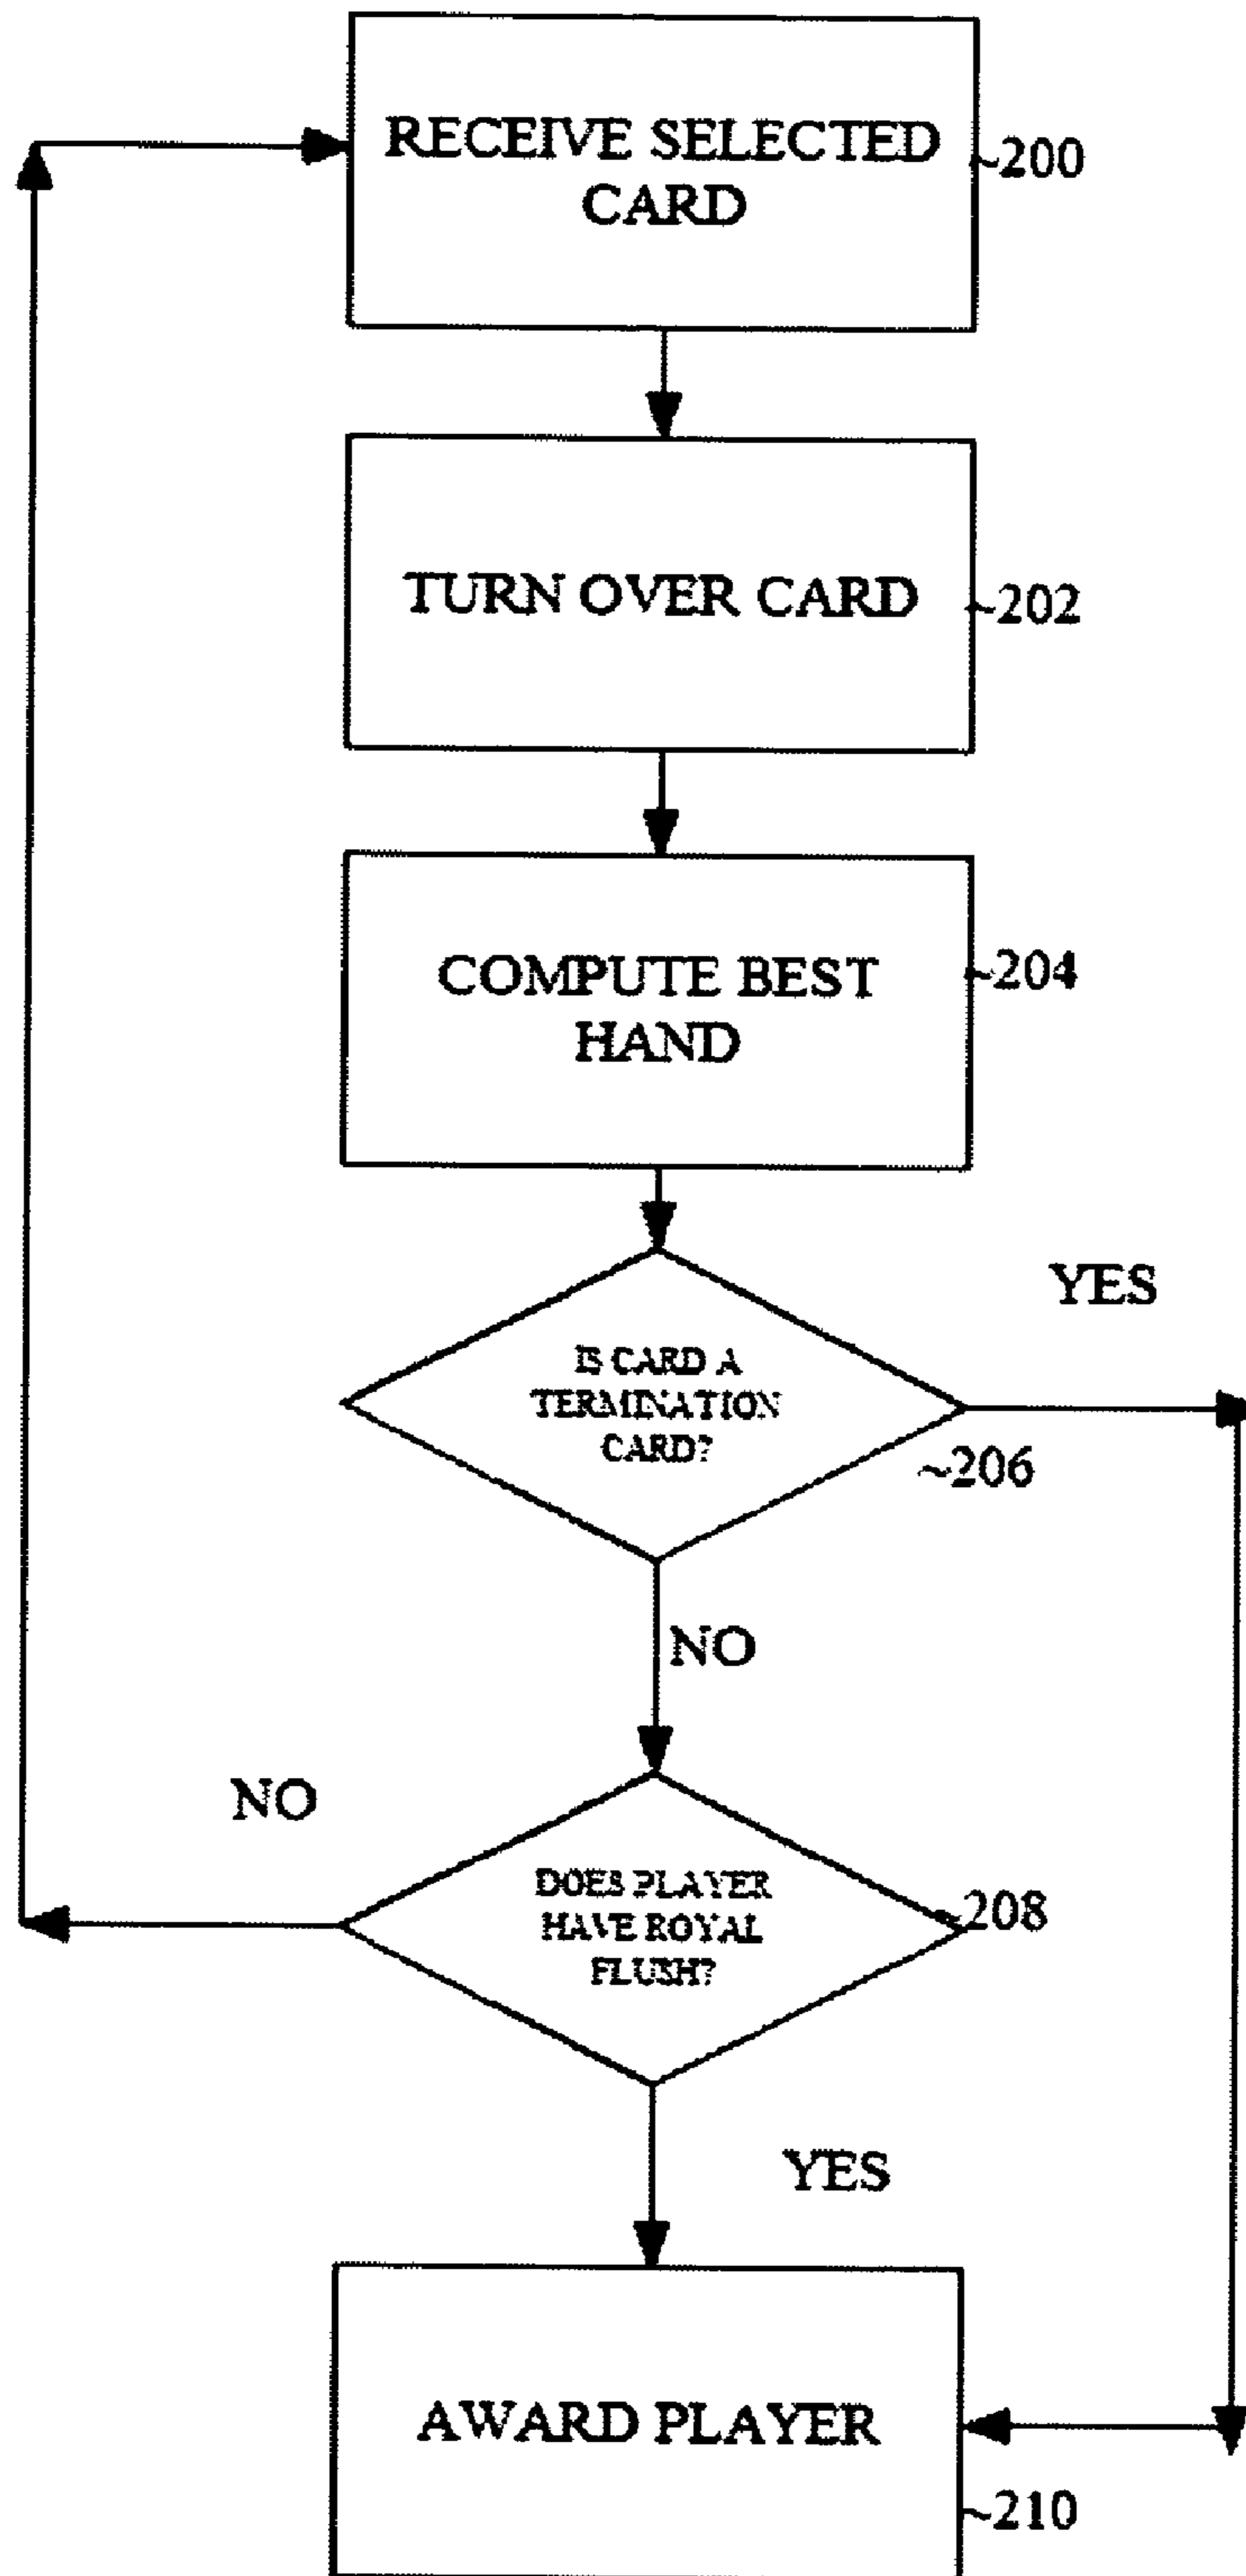 RECEIVE SELECTED
CARD
~200
TURN OVER CARD
~202
COMPUTE BEST
HAND
~204
YES
IS CARD A
TERMINATION
CARD?
~206
NO
NO
DOES PLAYER
HAVE ROYAL
FLUSH?
~208
YES
AWARD PLAYER
~210